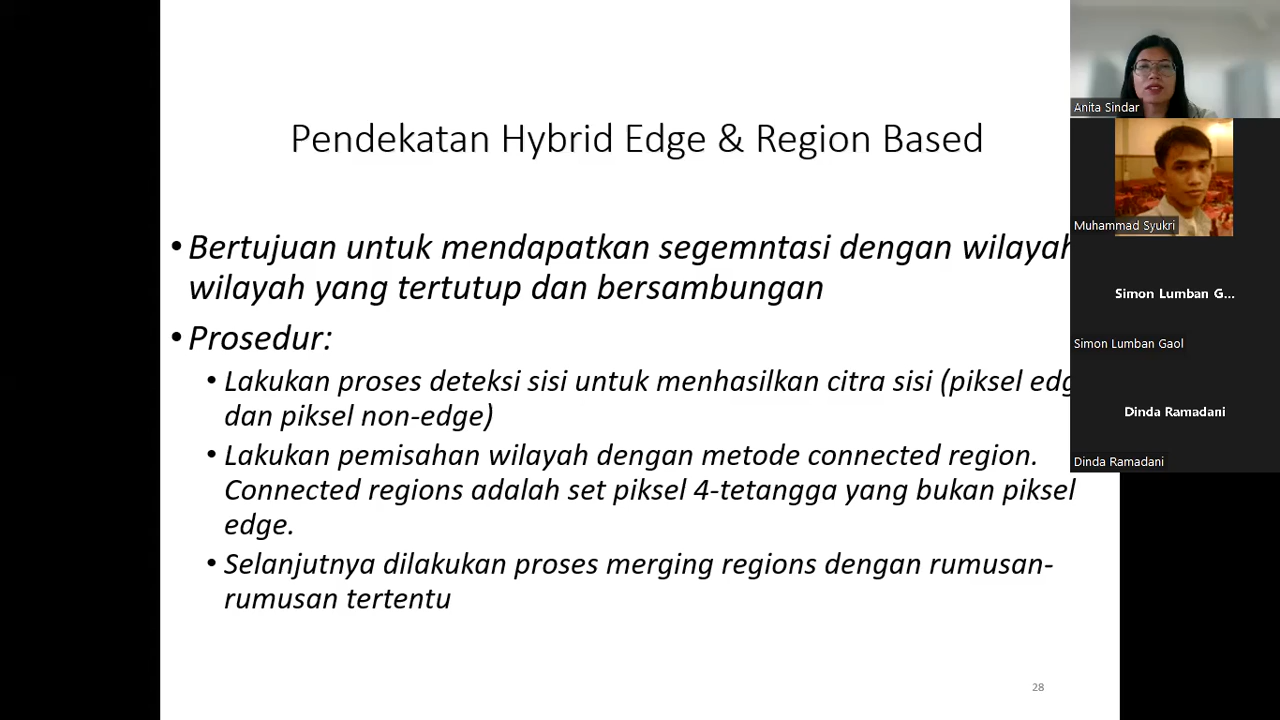 Pendekatan Hybrid Edge & Region Based
• Bertujuan untuk mendapatkan segemntasi dengan wilayah
wilayah yang tertutup dan bersambungan
• Prosedur:
• Lakukan proses deteksi sisi untuk menhasilkan citra sisi (piksel edg
dan piksel non-edge)
• Lakukan pemisahan wilayah dengan metode connected region.
Connected regions adalah set piksel 4-tetangga yang bukan piksel
edge.
• Selanjutnya dilakukan proses merging regions dengan rumusan-
rumusan tertentu
28
Anita Sindar
Muhammad Syukri
Simon Lumban G...
Simon Lumban Gaol
Dinda Ramadani
Dinda Ramadani